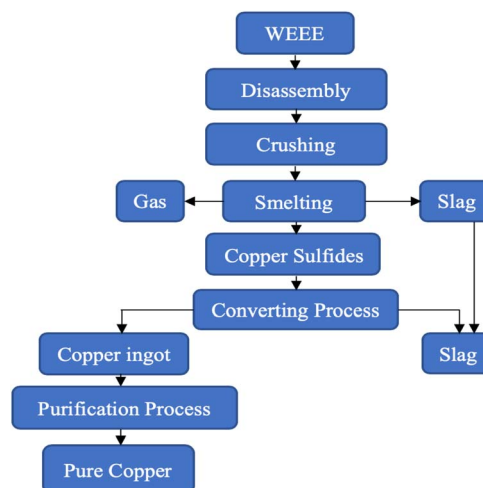 WEEE
Disassembly
Crushing
Gas
Smelting
Slag
Copper Sulfides
Converting Process
Copper ingot
Slag
Purification Process
Pure Copper